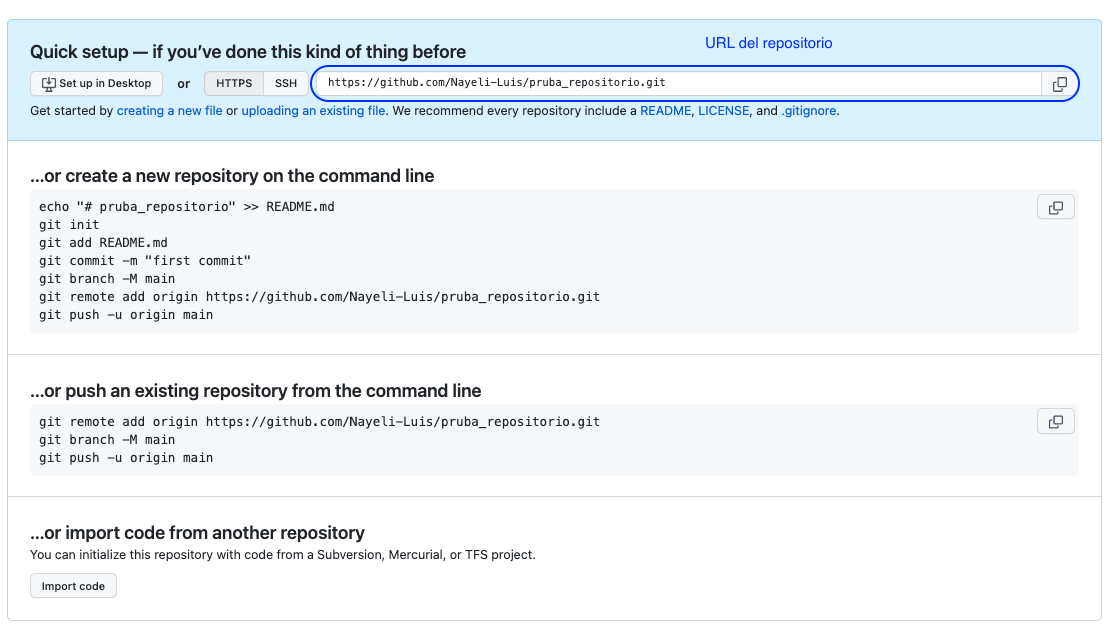 URL del repositorio
Quick setup — if you’ve done this kind of thing before
Set up in Desktop or HTTPS SSH https://github.com/Nayeli-Luis/pruba_repositorio.git
Get started by creating a new file or uploading an existing file. We recommend every repository include a README, LICENSE, and .gitignore.
...or create a new repository on the command line
echo "# pruba_repositorio" >> README.md
git init
git add README.md
git commit -m "first commit"
git branch -M main
git remote add origin https://github.com/Nayeli-Luis/pruba_repositorio.git
git push -u origin main
...or push an existing repository from the command line
git remote add origin https://github.com/Nayeli-Luis/pruba_repositorio.git
git branch -M main
git push -u origin main
...or import code from another repository
You can initialize this repository with code from a Subversion, Mercurial, or TFS project.
Import code